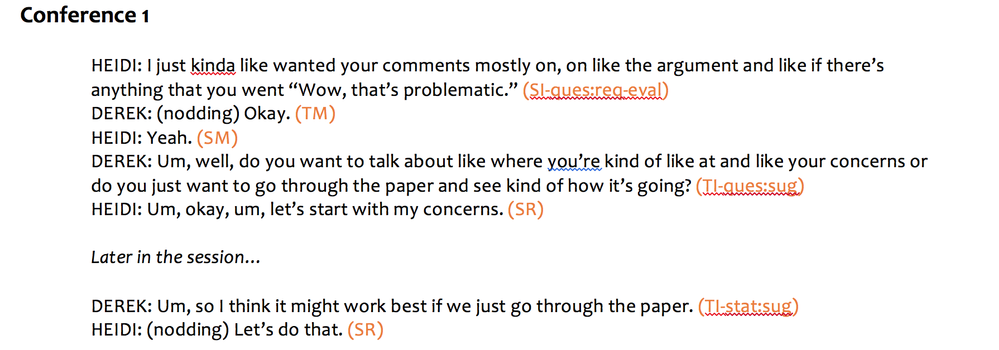 Conference 1
HEIDI: I just kinda like wanted your comments mostly on, on like the argument and like if there’s
anything that you went “Wow, that’s problematic.” (SI-ques:req-eval)
DEREK: (nodding) Okay. (TM)
HEIDI: Yeah. (SM)
DEREK: Um, well, do you want to talk about like where you’re kind of like at and like your concerns or
do you just want to go through the paper and see kind of how it’s going? (TI-ques:sug)
HEIDI: Um, okay, um, let’s start with my concerns. (SR)
Later in the session...
DEREK: Um, so I think it might work best if we just go through the paper. (TI-stat:sug)
HEIDI: (nodding) Let’s do that. (SR)